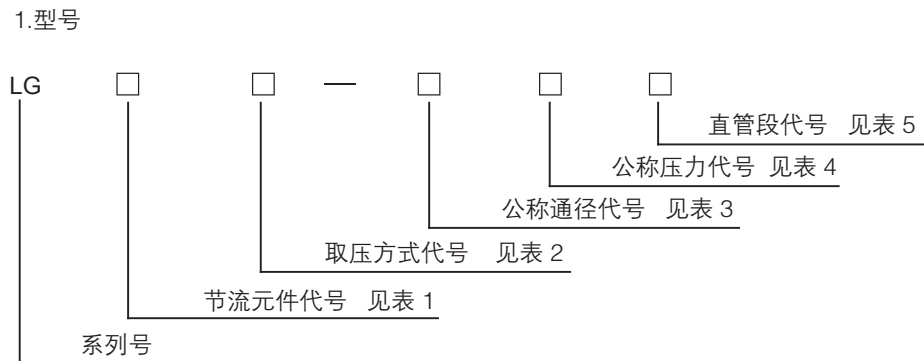 1.型号
LG □ □ — □ □ □
直管段代号 见表 5
公称压力代号 见表 4
公称通径代号 见表 3
取压方式代号 见表 2
节流元件代号 见表 1
系列号